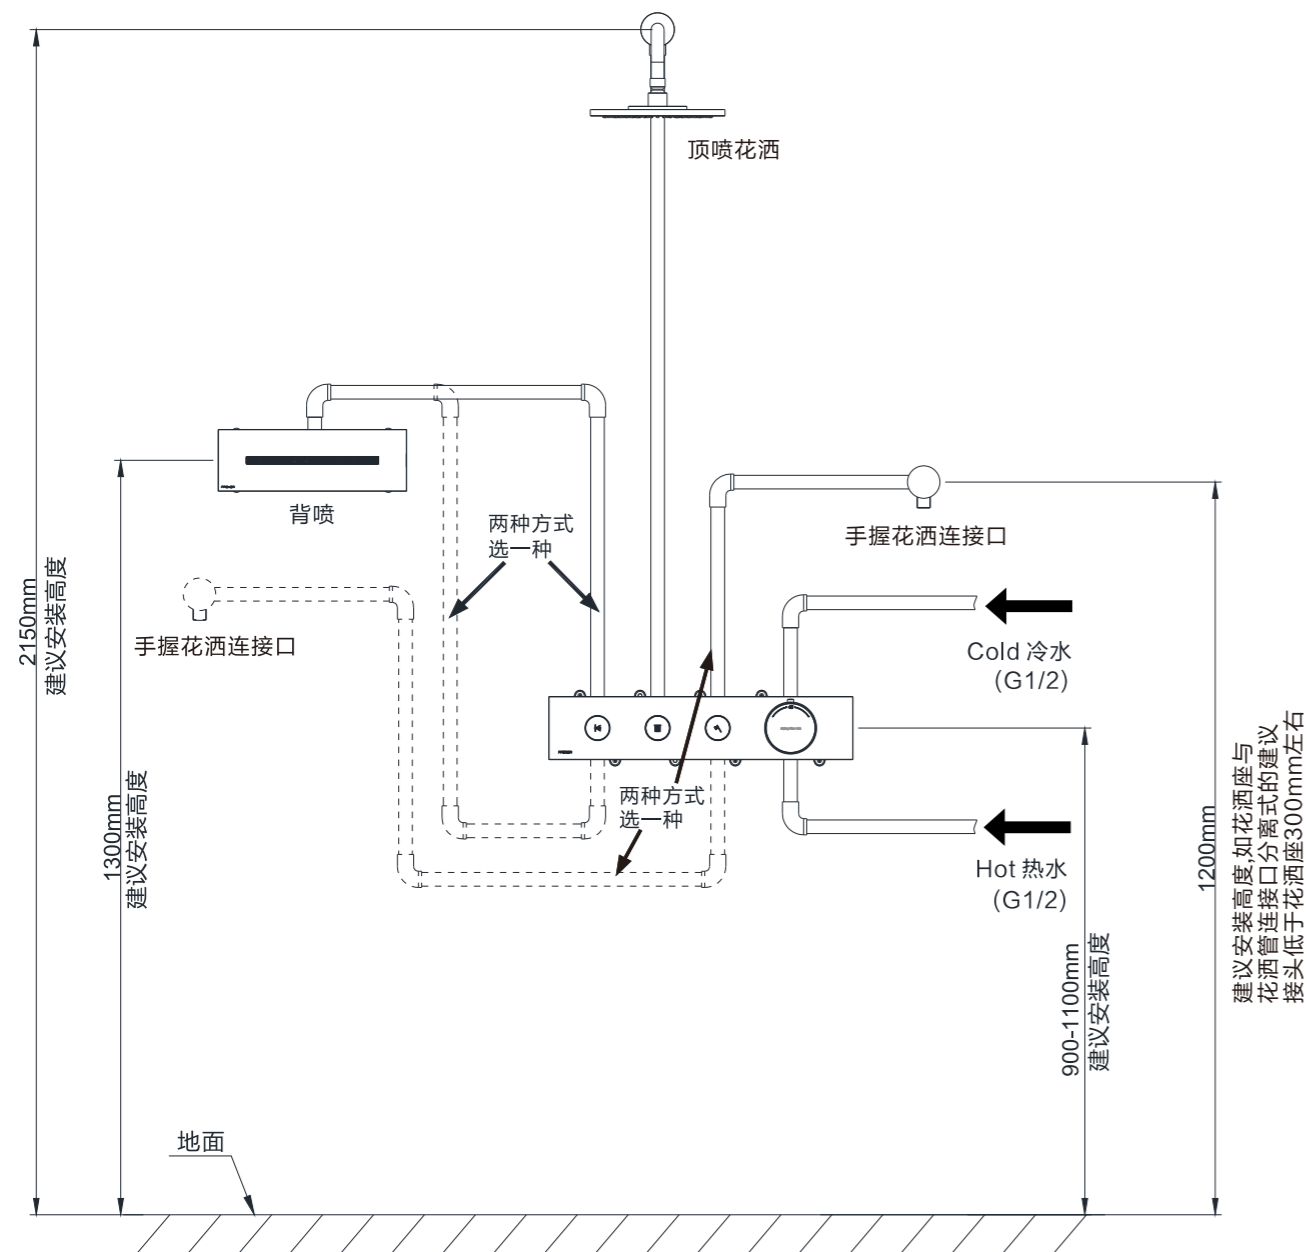 顶喷花洒
背喷
两种方式
选一种
手握花洒连接口
手握花洒连接口
Cold 冷水
(G1/2)
两种方式
选一种
Hot 热水
(G1/2)
2150mm
建议安装高度
1300mm
建议安装高度
900-1100mm
建议安装高度
1200mm
建议安装高度,如花洒座与
花洒管连接口分离式的建议
接头低于花洒座300mm左右
地面